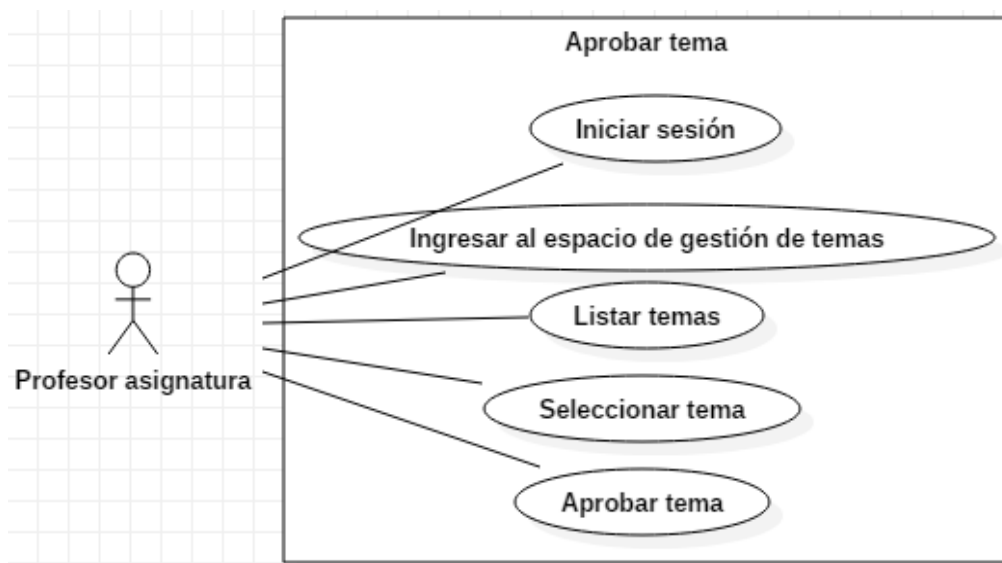 Aprobar tema
Iniciar sesión
Ingresar al espacio de gestión de temas
Listar temas
Profesor asignatura
Seleccionar tema
Aprobar tema